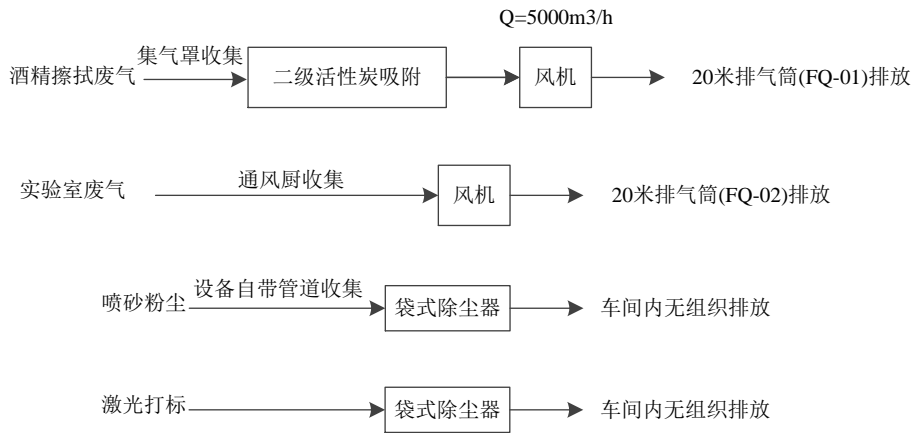 Q=5000m3/h
酒精擦拭废气
集气罩收集
二级活性炭吸附
风机
20米排气筒(FQ-01)排放
实验室废气
通风厨收集
风机
20米排气筒(FQ-02)排放
喷砂粉尘
设备自带管道收集
袋式除尘器
车间内无组织排放
激光打标
袋式除尘器
车间内无组织排放